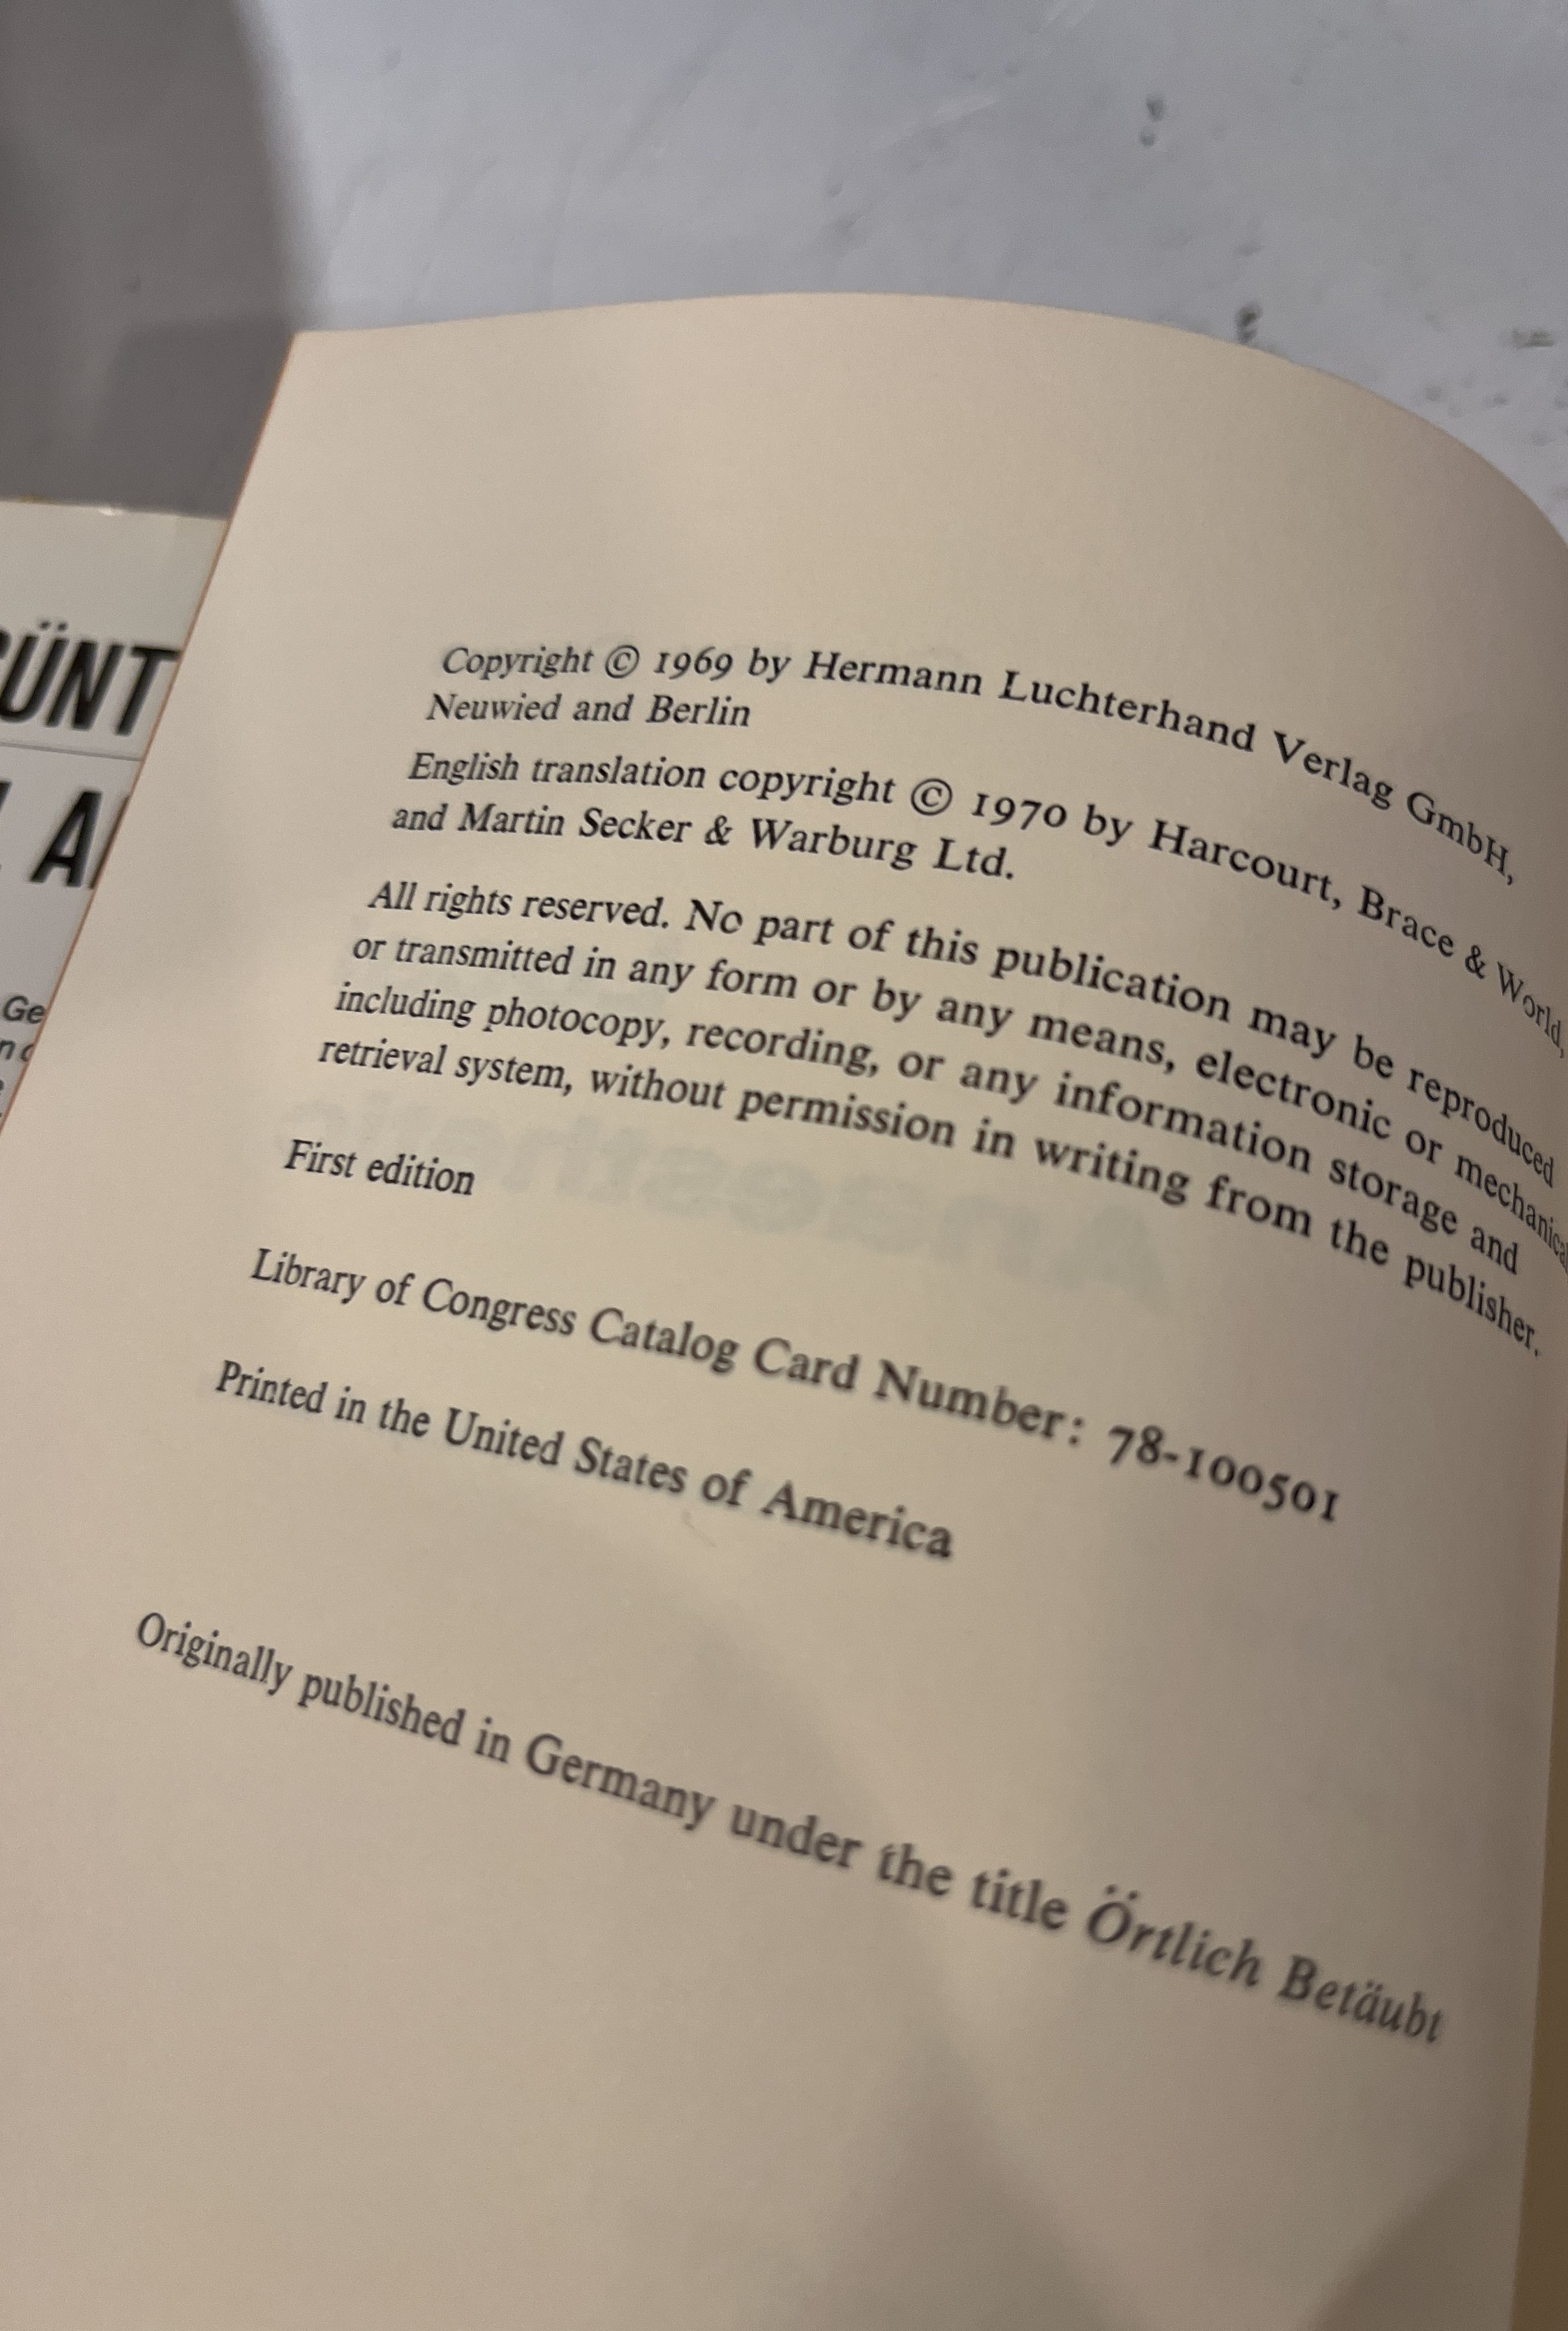 Copyright © 1969 by Hermann Luchterhand Verlag GmbH,
Neuwied and Berlin
English translation copyright © 1970 by Harcourt, Brace & World,
and Martin Secker & Warburg Ltd.
All rights reserved. No part of this publication may be reproduced
or transmitted in any form or by any means, electronic or mechanical
including photocopy, recording, or any information storage and
retrieval system, without permission in writing from the publisher.
First edition
Library of Congress Catalog Card Number: 78-100501
Printed in the United States of America
Originally published in Germany under the title Örtlich Betäubt
ÜNT
A
Ge